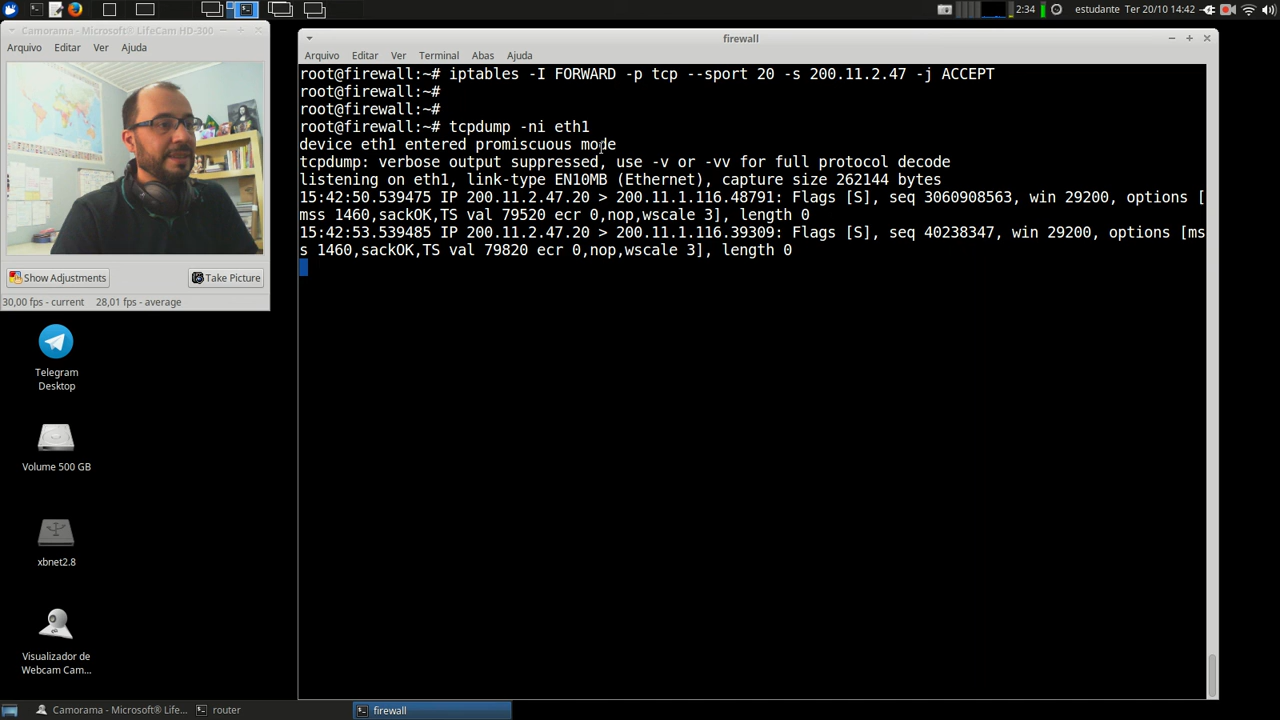 2:34
estudante Ter 20/10 14:42
Camorama - Microsoft® LifeCam HD-300
Arquivo Editar Ver Ajuda
Show Adjustments
Take Picture
30,00 fps - current 28,01 fps - average
Telegram
Desktop
Volume 500 GB
xbnet2.8
Visualizador de
Webcam Cam...
firewall
Arquivo Editar Ver Terminal Abas Ajuda
root@firewall:~# iptables -I FORWARD -p tcp --sport 20 -s 200.11.2.47 -j ACCEPT
root@firewall:~#
root@firewall:~#
root@firewall:~# tcpdump -ni eth1
device eth1 entered promiscuous mode
tcpdump: verbose output suppressed, use -v or -vv for full protocol decode
listening on eth1, link-type EN10MB (Ethernet), capture size 262144 bytes
15:42:50.539475 IP 200.11.2.47.20 > 200.11.1.116.48791: Flags [S], seq 3060908563, win 29200, options [
mss 1460,sackOK,TS val 79520 ecr 0,nop,wscale 3], length 0
15:42:53.539485 IP 200.11.2.47.20 > 200.11.1.116.39309: Flags [S], seq 40238347, win 29200, options [ms
s 1460,sackOK,TS val 79820 ecr 0,nop,wscale 3], length 0
Camorama - Microsoft® LifeC...
router
firewall